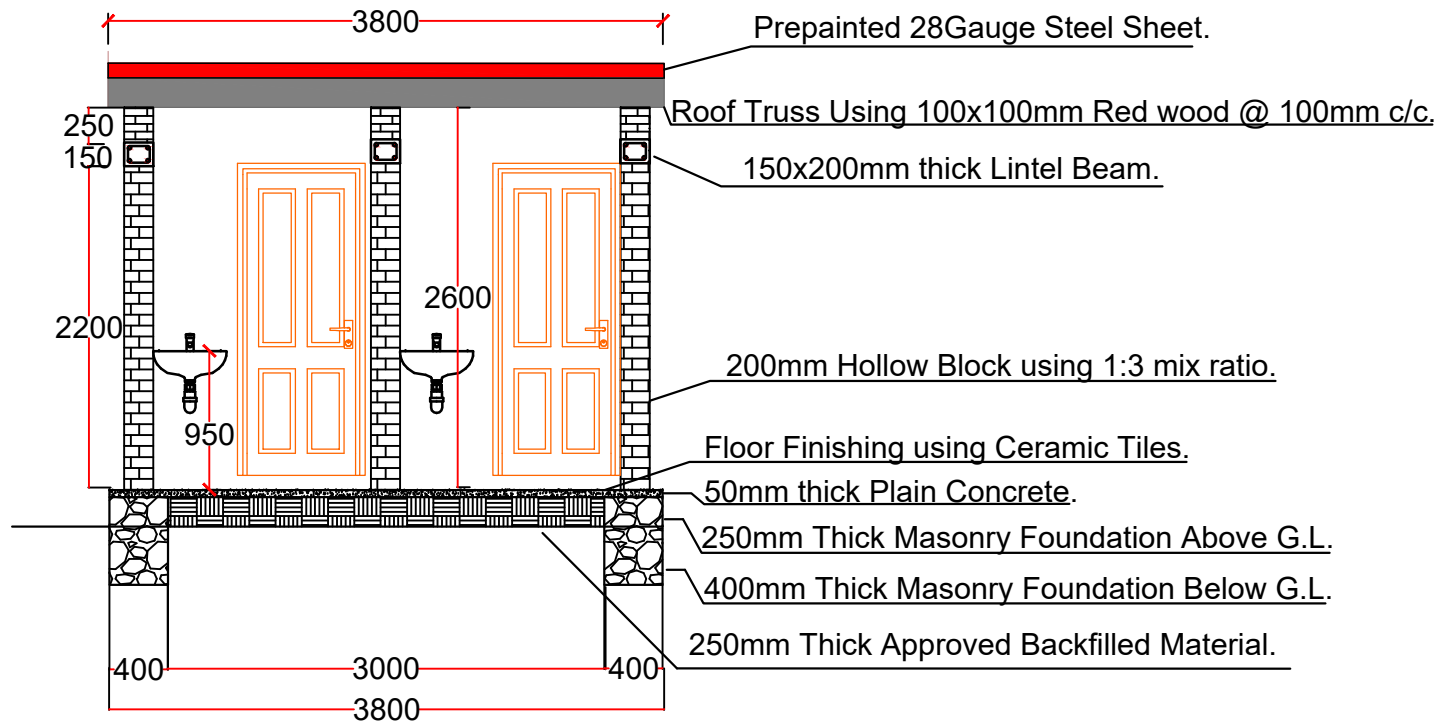 3800
Prepainted 28Gauge Steel Sheet.
Roof Truss Using 100x100mm Red wood @ 100mm c/c.
250
150
150x200mm thick Lintel Beam.
2600
2200
200mm Hollow Block using 1:3 mix ratio.
950
Floor Finishing using Ceramic Tiles.
50mm thick Plain Concrete.
250mm Thick Masonry Foundation Above G.L.
400mm Thick Masonry Foundation Below G.L.
250mm Thick Approved Backfilled Material.
400 3000 400
3800